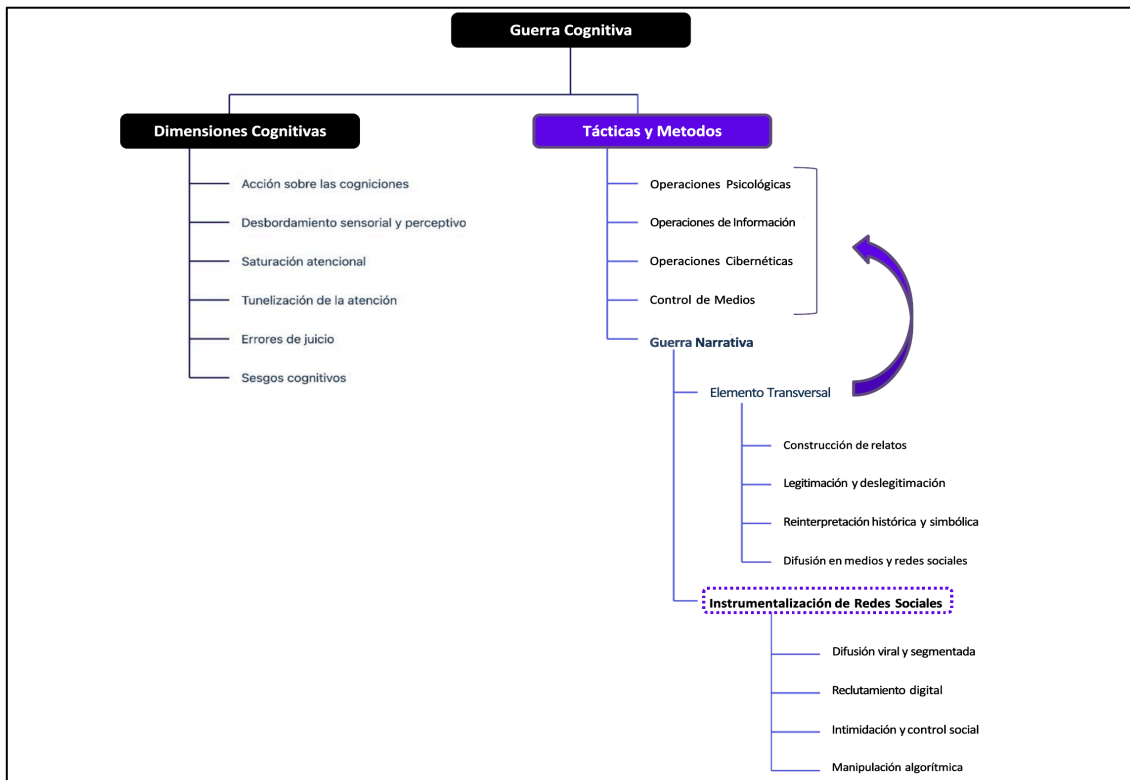 Guerra Cognitiva
Dimensiones Cognitivas
Acción sobre las cogniciones
Desbordamiento sensorial y perceptivo
Saturación atencional
Tunelización de la atención
Errores de juicio
Sesgos cognitivos
Tácticas y Metodos
Operaciones Psicológicas
Operaciones de Información
Operaciones Cibernéticas
Control de Medios
Guerra Narrativa
Elemento Transversal
Construcción de relatos
Legitimación y deslegitimación
Reinterpretación histórica y simbólica
Difusión en medios y redes sociales
Instrumentalización de Redes Sociales
Difusión viral y segmentada
Reclutamiento digital
Intimidación y control social
Manipulación algorítmica